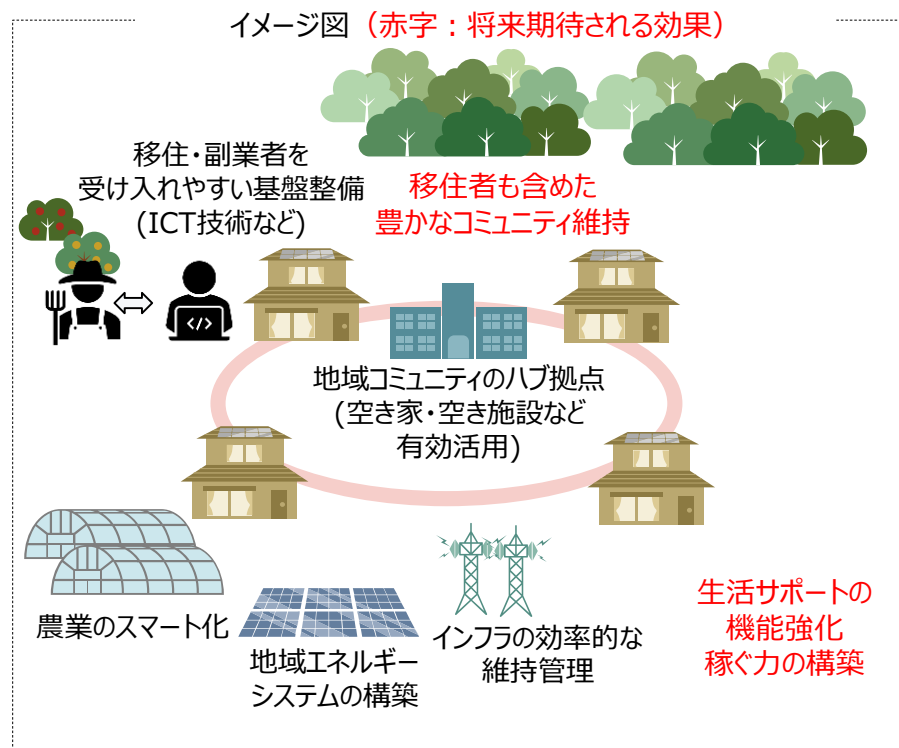 イメージ図（赤字：将来期待される効果）
移住・副業者を
受け入れやすい基盤整備
(ICT技術など)
移住者も含めた
豊かなコミュニティ維持
</>
地域コミュニティのハブ拠点
(空き家・空き施設など
有効活用)
農業のスマート化
地域エネルギー
システムの構築
インフラの効率的な
維持管理
生活サポートの
機能強化
稼ぐ力の構築